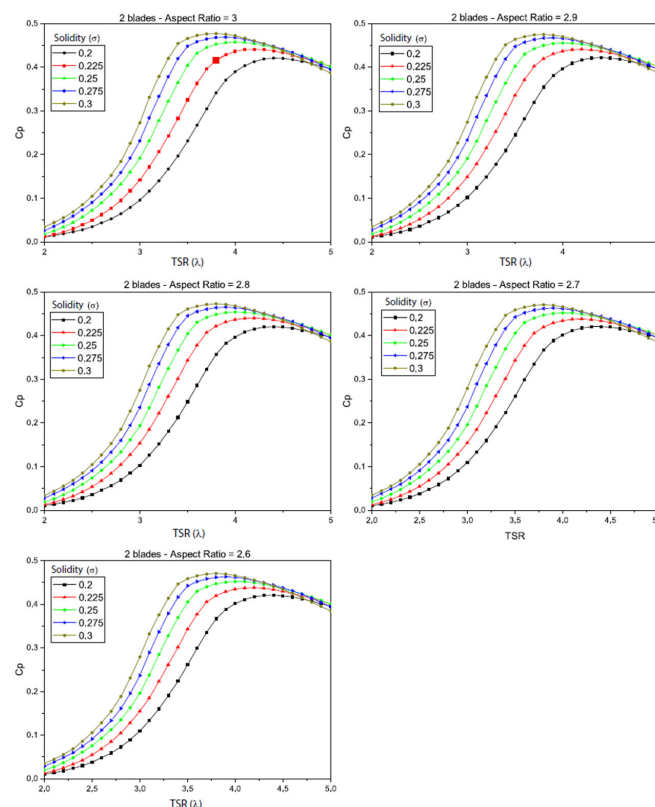 2 blades - Aspect Ratio = 3
Solidity (σ)
0,2
0,225
0,25
0,275
0,3
0,5
0,4
0,3
0,2
0,1
0,0
Cp
2 3 4 5
TSR (λ)
2 blades - Aspect Ratio = 2.9
Solidity (σ)
0,2
0,225
0,25
0,275
0,3
0,5
0,4
0,3
0,2
0,1
0,0
2 3 4
TSR (λ)
2 blades - Aspect Ratio = 2.8
Solidity (σ)
0,2
0,225
0,25
0,275
0,3
0,5
0,4
0,3
0,2
0,1
0,0
Cp
2 3 4 5
TSR (λ)
2 blades - Aspect Ratio = 2.7
Solidity (σ)
0,2
0,225
0,25
0,275
0,3
0,5
0,4
0,3
0,2
0,1
0,0
2,0 2,5 3,0 3,5 4,0 4,5
TSR
2 blades - Aspect Ratio = 2.6
Solidity (σ)
0,2
0,225
0,25
0,275
0,3
0,5
0,4
0,3
0,2
0,1
0,0
Cp
2,0 2,5 3,0 3,5 4,0 4,5 5,0
TSR (λ)